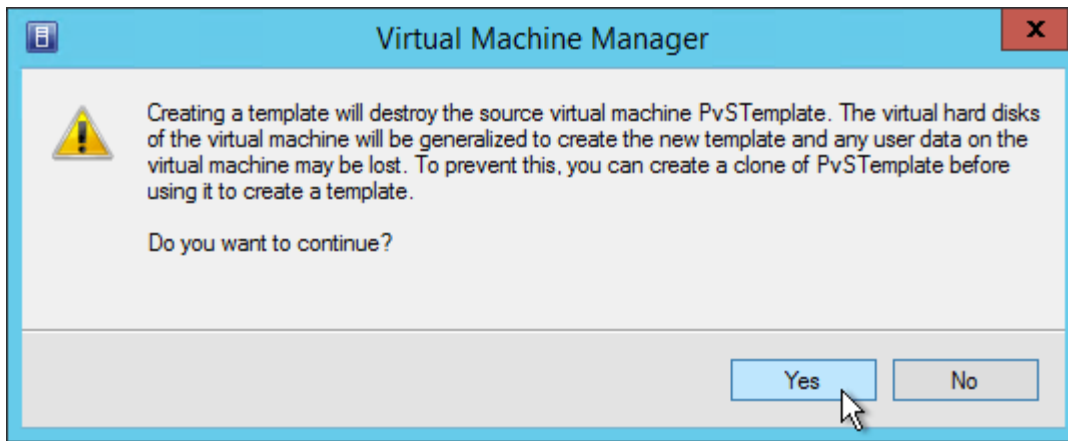 Virtual Machine Manager
x
Creating a template will destroy the source virtual machine PvSTemplate. The virtual hard disks
of the virtual machine will be generalized to create the new template and any user data on the
virtual machine may be lost. To prevent this, you can create a clone of PvSTemplate before
using it to create a template.
Do you want to continue?
Yes
No